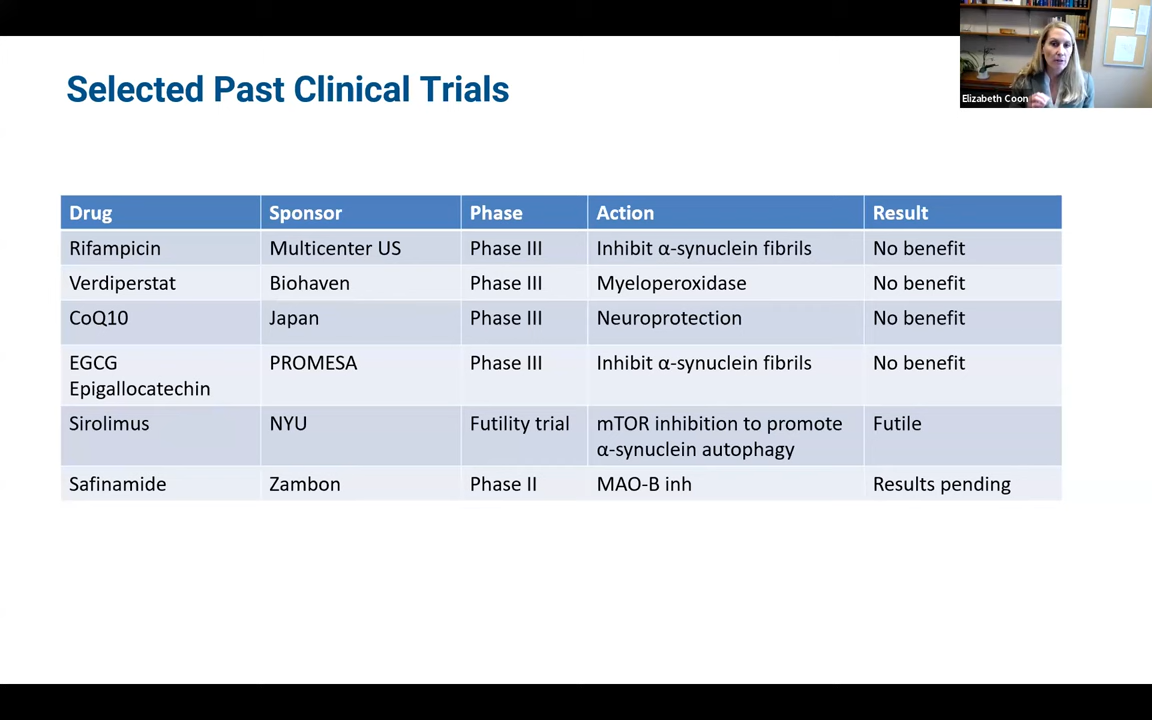 Selected Past Clinical Trials
Elizabeth Coon
Drug Sponsor Phase Action Result
Rifampicin Multicenter US Phase III Inhibit α-synuclein fibrils No benefit
Verdiperstat Biohaven Phase III Myeloperoxidase No benefit
CoQ10 Japan Phase III Neuroprotection No benefit
EGCG PROMESA Phase III Inhibit α-synuclein fibrils No benefit
Epigallocatechin
Sirolimus NYU Futility trial mTOR inhibition to promote Futile
α-synuclein autophagy
Safinamide Zambon Phase II MAO-B inh Results pending